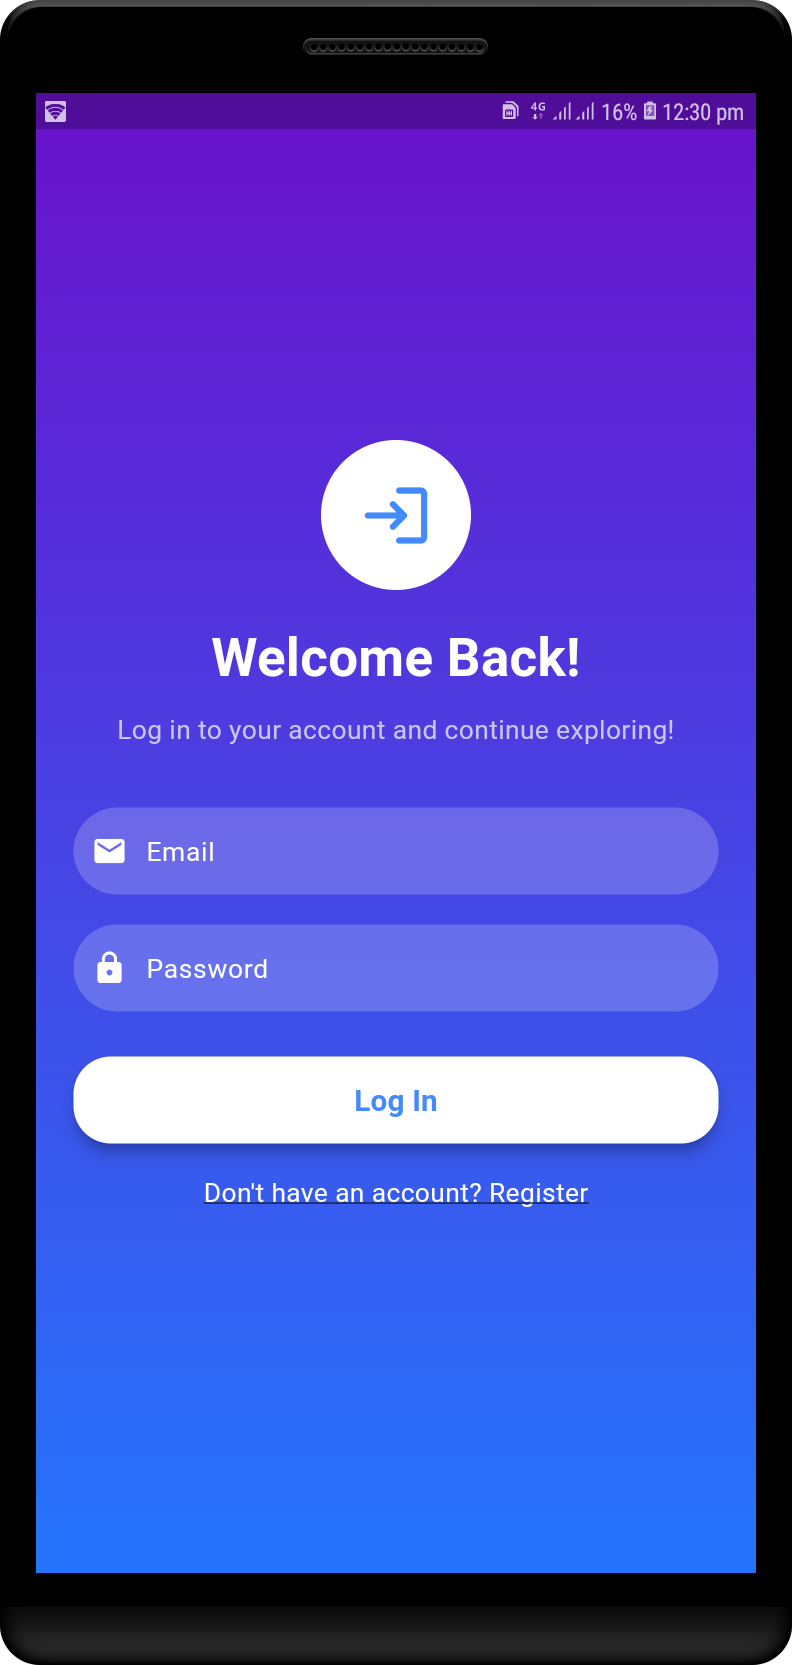 4G 16% 12:30 pm
Welcome Back!
Log in to your account and continue exploring!
Email
Password
Log In
Don't have an account? Register